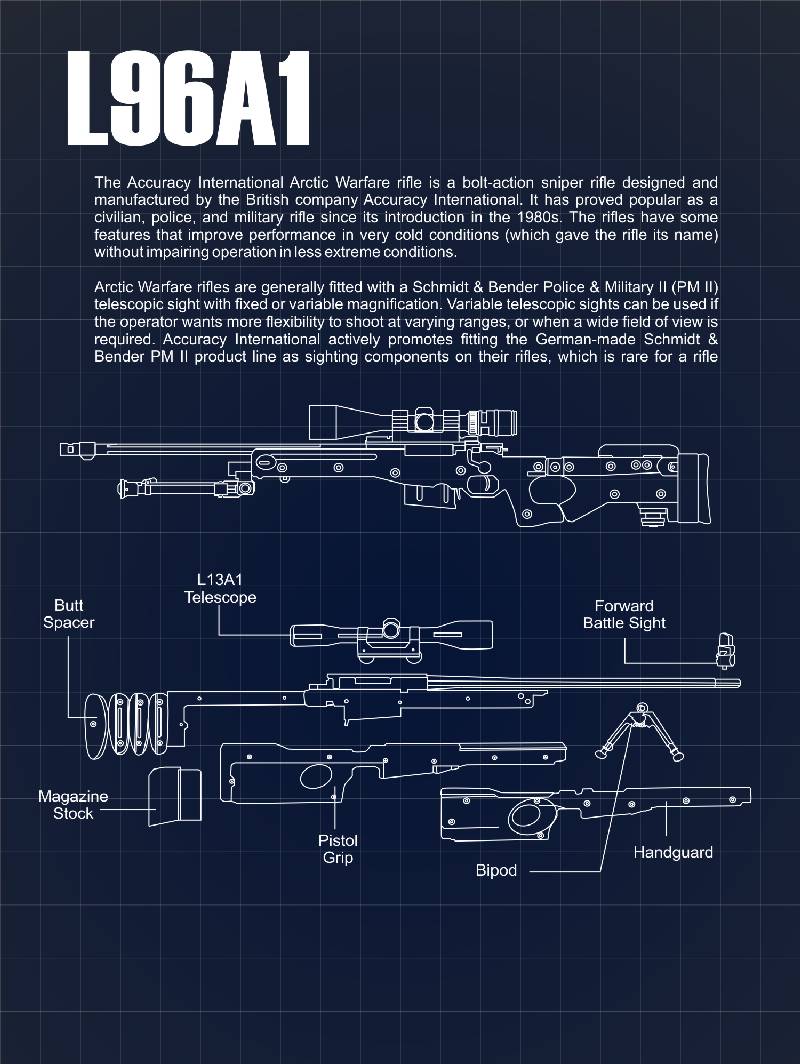 L96A1
The Accuracy International Arctic Warfare rifle is a bolt-action sniper rifle designed and
manufactured by the British company Accuracy International. It has proved popular as a
civilian, police, and military rifle since its introduction in the 1980s. The rifles have some
features that improve performance in very cold conditions (which gave the rifle its name)
without impairing operation in less extreme conditions.
Arctic Warfare rifles are generally fitted with a Schmidt & Bender Police & Military II (PM II)
telescopic sight with fixed or variable magnification. Variable telescopic sights can be used if
the operator wants more flexibility to shoot at varying ranges, or when a wide field of view is
required. Accuracy International actively promotes fitting the German-made Schmidt &
Bender PM II product line as sighting components on their rifles, which is rare for a rifle
L13A1
Telescope
Butt
Spacer
Forward
Battle Sight
Magazine
Stock
Pistol
Grip
Bipod
Handguard